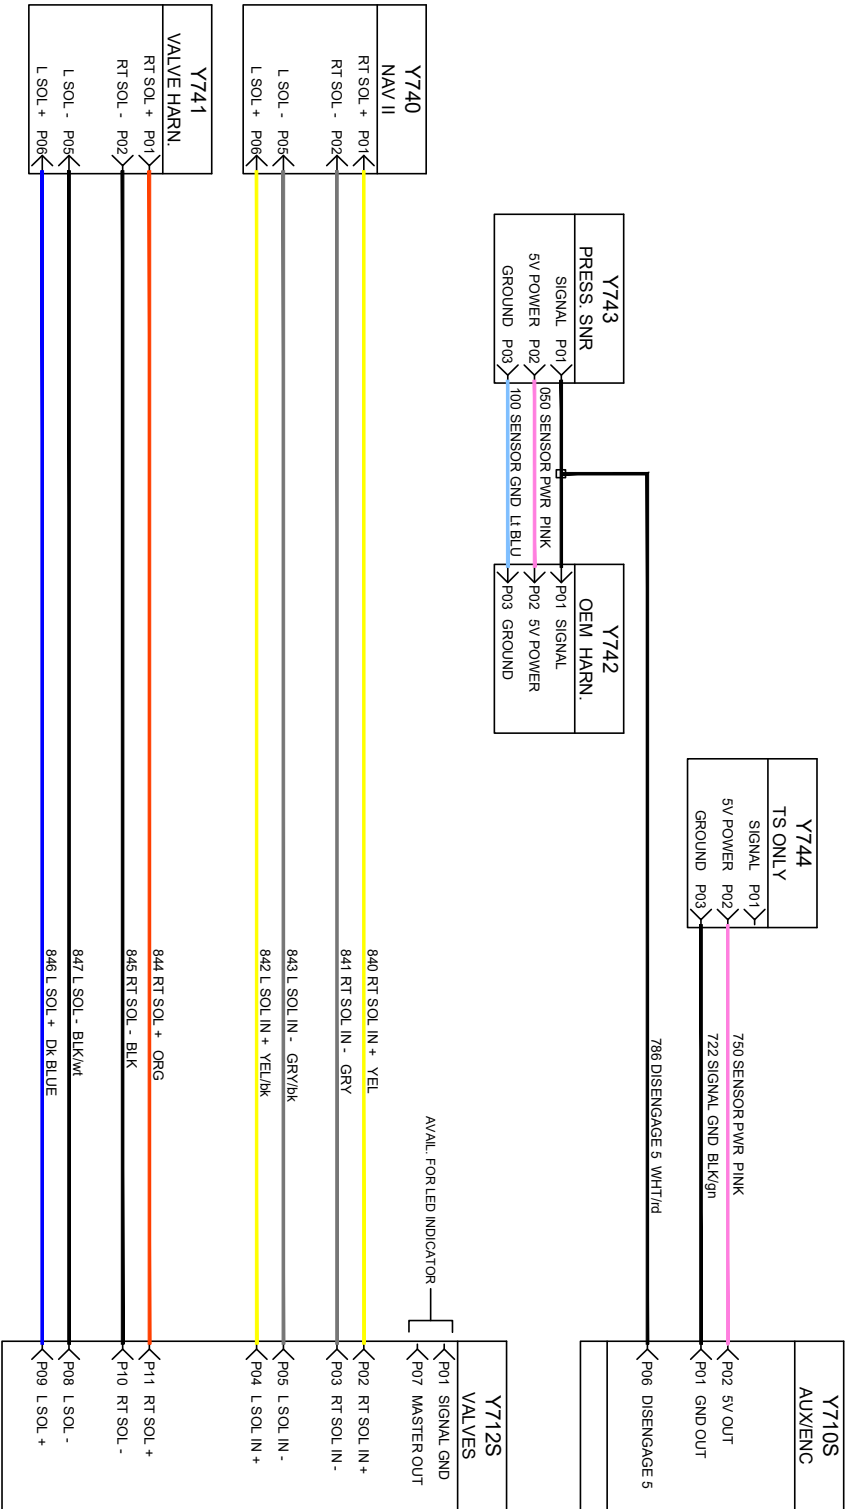 Y741
VALVE HARN.
RT SOL + P01
RT SOL - P02
L SOL - P05
L SOL + P06
Y740
NAV II
RT SOL + P01
RT SOL - P02
L SOL - P05
L SOL + P06
Y743
PRESS. SNR
SIGNAL P01
5V POWER P02
GROUND P03
050 SENSOR PWR PINK
100 SENSOR GND Lt BLU
Y742
OEM HARN.
P01 SIGNAL
P02 5V POWER
P03 GROUND
Y744
TS ONLY
SIGNAL P01
5V POWER P02
GROUND P03
750 SENSOR PWR PINK
722 SIGNAL GND BLK/gn
786 DISENGAGE 5 WHT/rd
840 RT SOL IN + YEL
841 RT SOL IN - GRY
843 L SOL IN - GRY/bk
842 L SOL IN + YEL/bk
844 RT SOL + ORG
845 RT SOL - BLK
847 L SOL - BLK/wt
846 L SOL + Dk BLUE
AVAIL. FOR LED INDICATOR
Y710S
AUX/ENC
P02 5V OUT
P01 GND OUT
P06 DISENGAGE 5
Y712S
VALVES
P01 SIGNAL GND
P07 MASTER OUT
P02 RT SOL IN +
P03 RT SOL IN -
P05 L SOL IN -
P04 L SOL IN +
P11 RT SOL +
P10 RT SOL -
P08 L SOL -
P09 L SOL +